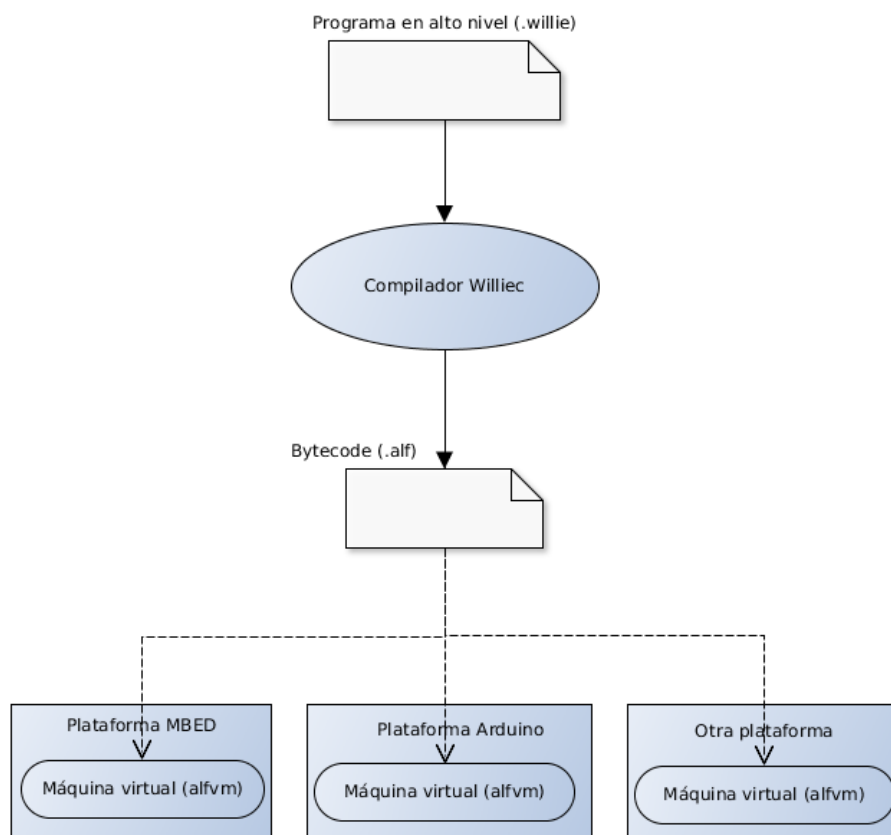 Programa en alto nivel (.willie)
Compilador Williec
Bytecode (.alf)
Plataforma MBED
Máquina virtual (alfvm)
Plataforma Arduino
Máquina virtual (alfvm)
Otra plataforma
Máquina virtual (alfvm)